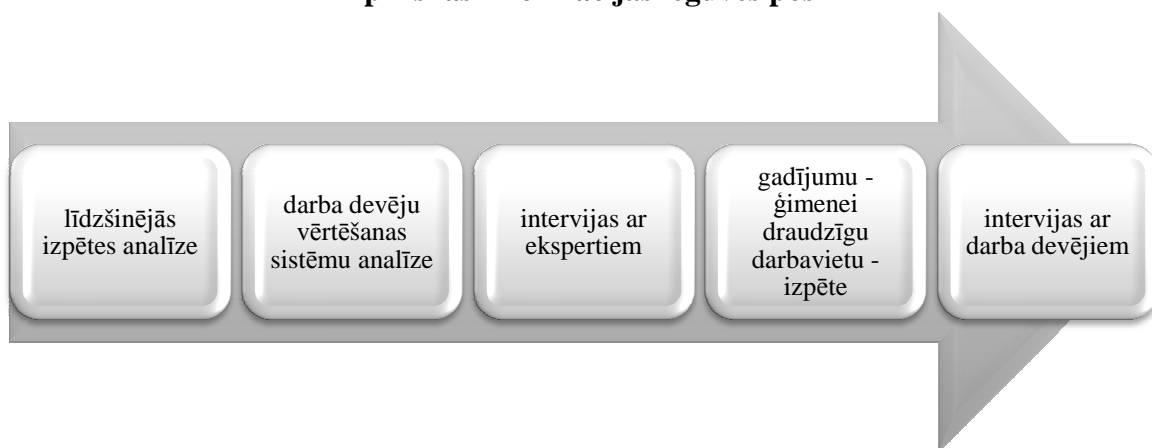 līdzšinējās
izpētes analīze
darba devēju
vērtēšanas
sistēmu analīze
intervijas ar
ekspertiem
gadījumu -
ģimenei
draudzīgu
darbavietu -
izpēte
intervijas ar
darba devējiem